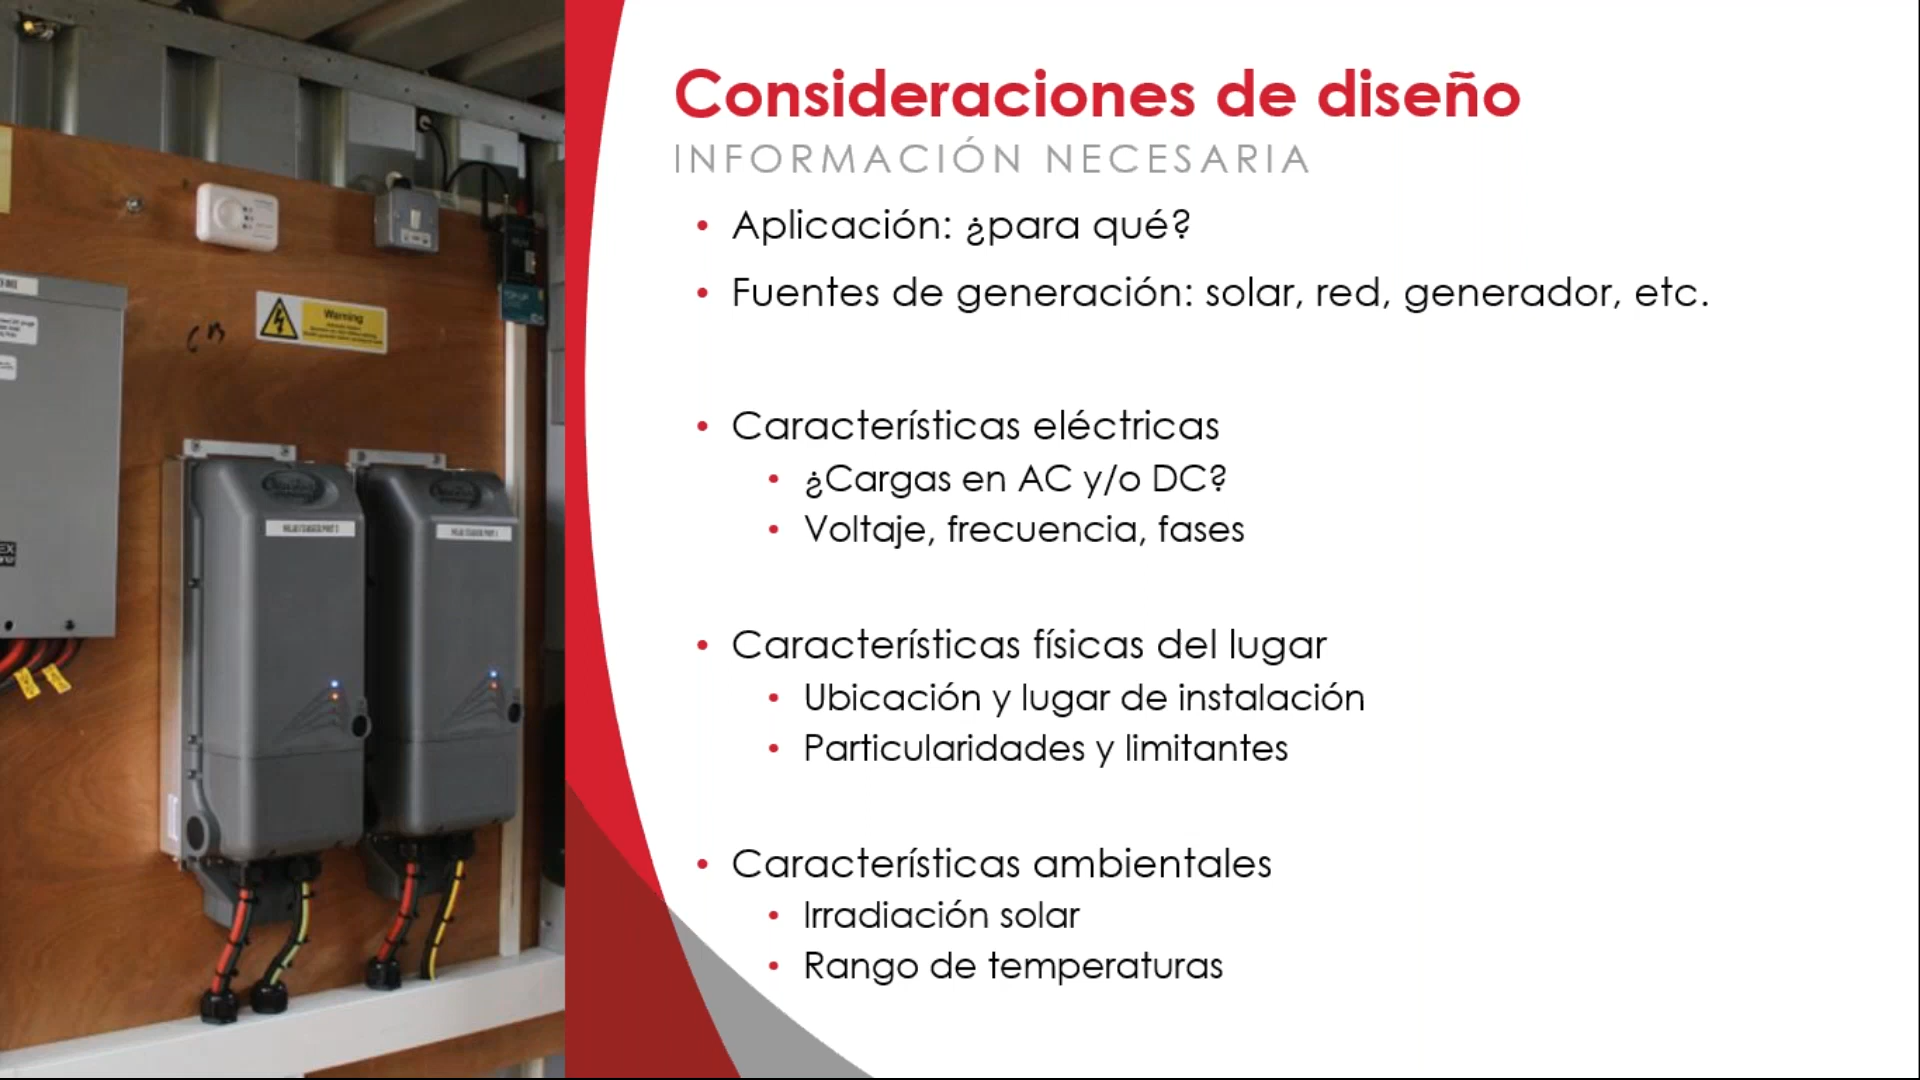 Consideraciones de diseño
INFORMACIÓN NECESARIA
• Aplicación: ¿para qué?
• Fuentes de generación: solar, red, generador, etc.
• Características eléctricas
• ¿Cargas en AC y/o DC?
• Voltaje, frecuencia, fases
• Características físicas del lugar
• Ubicación y lugar de instalación
• Particularidades y limitantes
• Características ambientales
• Irradiación solar
• Rango de temperaturas
Warning